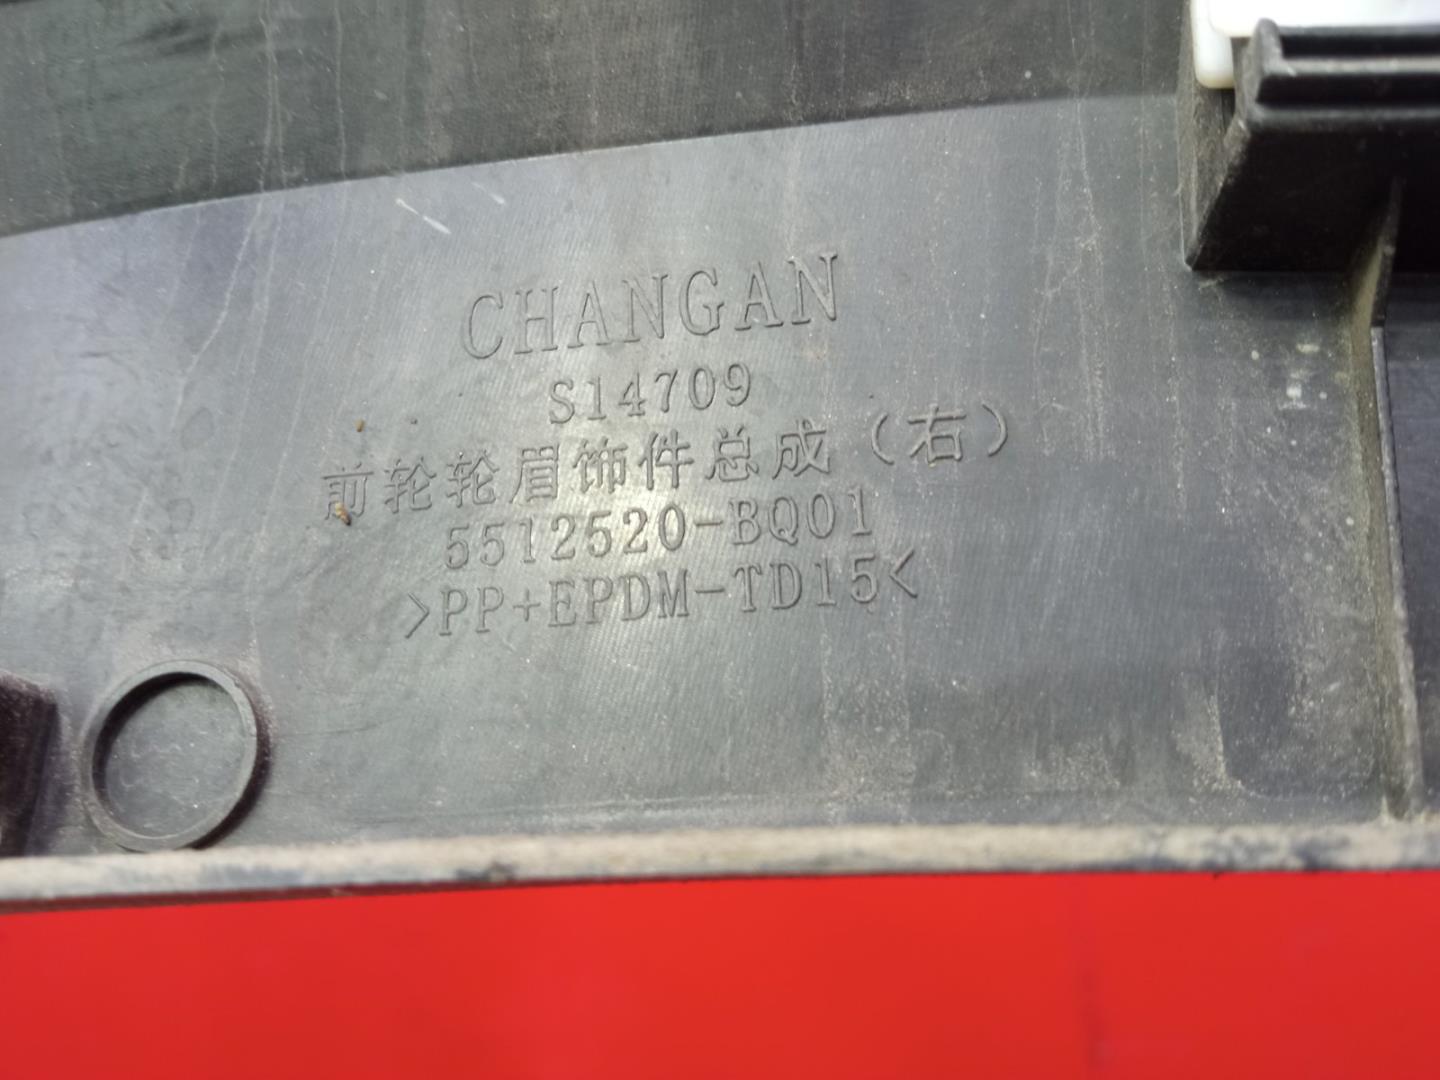 CHANGAN
S14709
前轮轮眉饰件总成（右）
5512520-BQ01
>PP+EPDM-TD15<